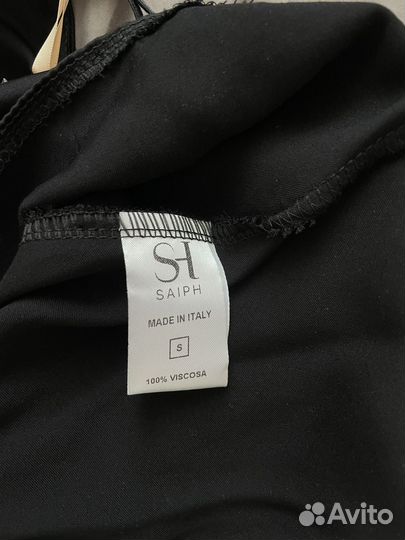 SH
SAIPH
MADE IN ITALY
S
100% VISCOSA
Avito